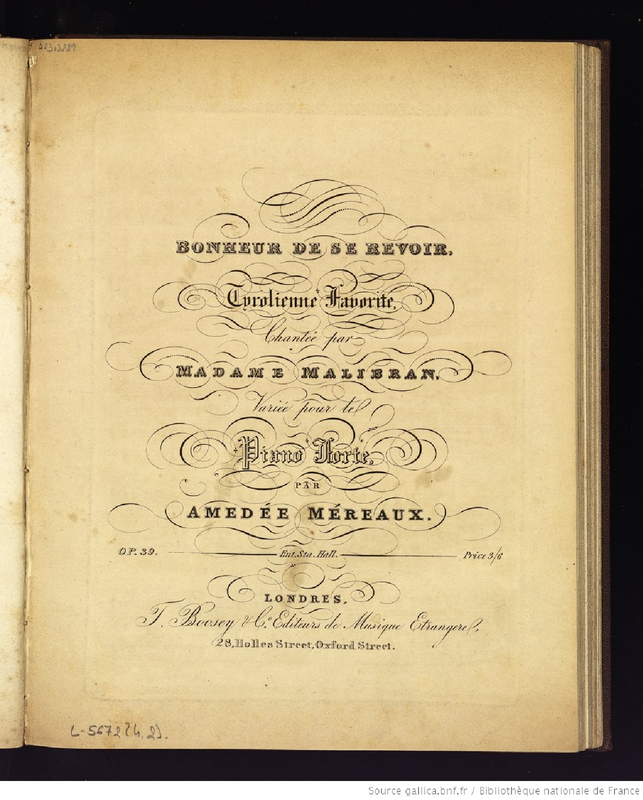 BONHEUR DE SE REVOIR,
Tyrolienne Favorite,
Chantée par
MADAME MALIBRAN,
Variée pour le
Piano Forte,
PAR
AMEDÉE MÉREAUX.
OP. 39. Ent. Sta. Hall. Price 3/6
LONDRES,
T. Boosey & Co. Editeurs de Musique Etrangere,
28, Holles Street, Oxford Street.
L-5672 (4, 2).
Source gallica.bnf.fr / Bibliothèque nationale de France